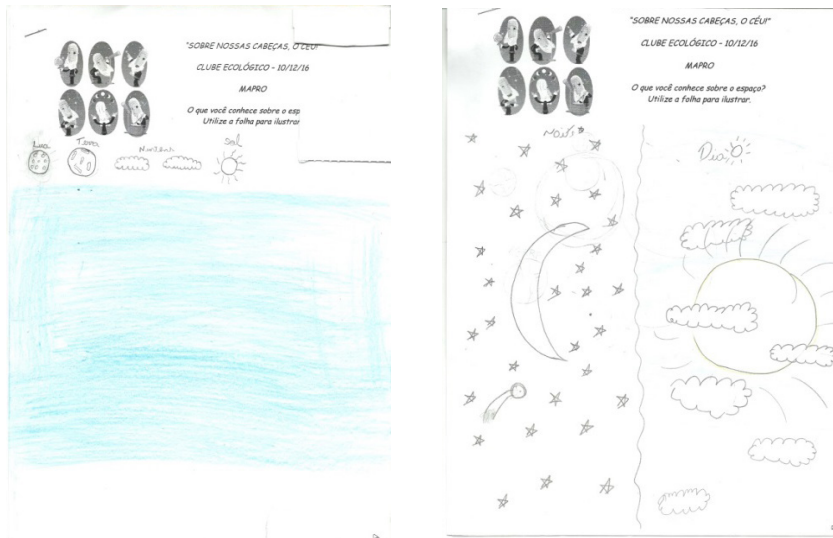 "SOBRE NOSSAS CABEÇAS, O CÉU!"
CLUBE ECOLÓGICO – 10/12/16
MAPRO
O que você conhece sobre o esp
Utilize a folha para ilustrar
Lua Terra Sol
"SOBRE NOSSAS CABEÇAS, O CÉU!"
CLUBE ECOLÓGICO – 10/12/16
MAPRO
O que você conhece sobre o espaço?
Utilize a folha para ilustrar.
Dia